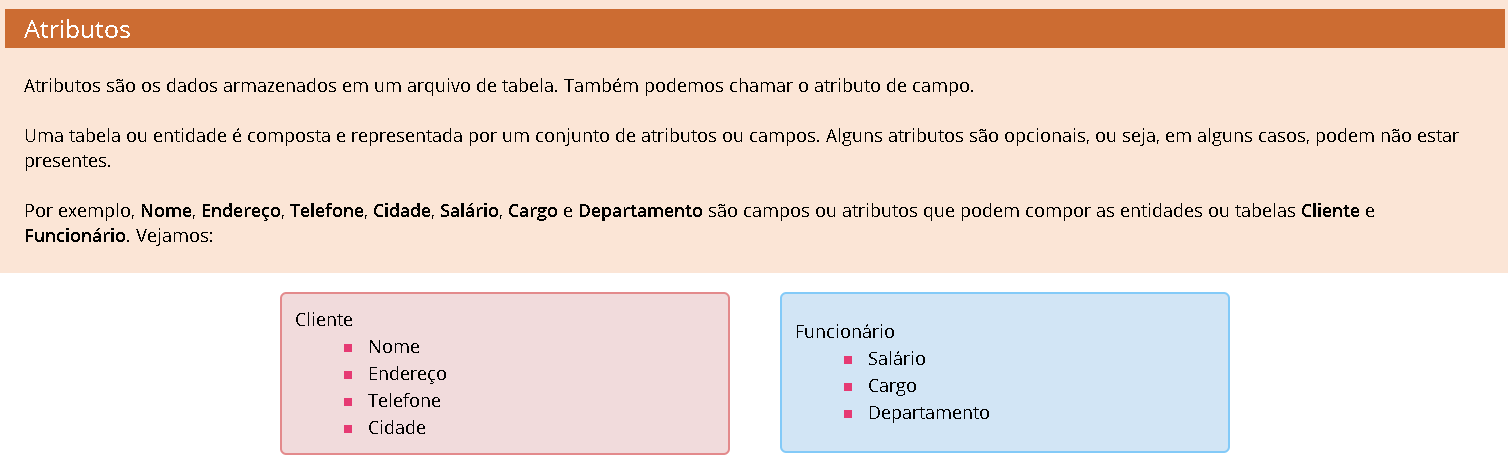 Atributos
Atributos são os dados armazenados em um arquivo de tabela. Também podemos chamar o atributo de campo.
Uma tabela ou entidade é composta e representada por um conjunto de atributos ou campos. Alguns atributos são opcionais, ou seja, em alguns casos, podem não estar
presentes.
Por exemplo, Nome, Endereço, Telefone, Cidade, Salário, Cargo e Departamento são campos ou atributos que podem compor as entidades ou tabelas Cliente e
Funcionário. Vejamos:
Cliente
Nome
Endereço
Telefone
Cidade
Funcionário
Salário
Cargo
Departamento